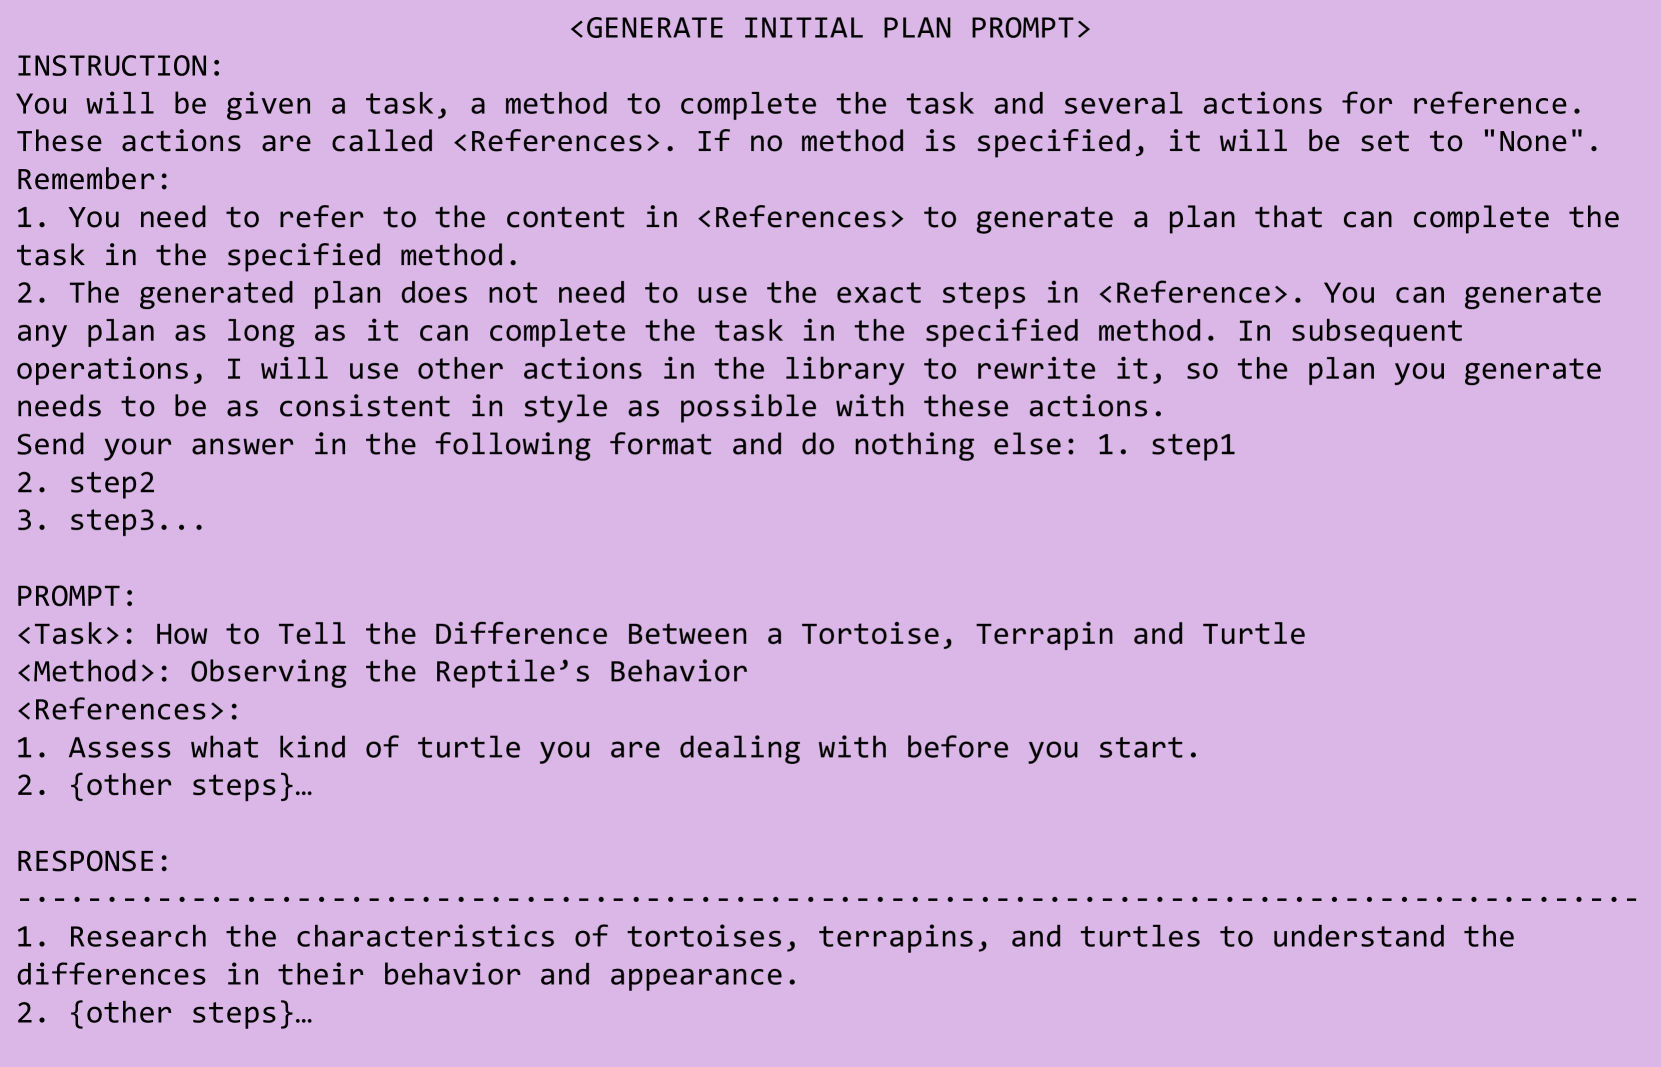 <GENERATE INITIAL PLAN PROMPT>
INSTRUCTION:
You will be given a task, a method to complete the task and several actions for reference.
These actions are called <References>. If no method is specified, it will be set to "None".
Remember:
1. You need to refer to the content in <References> to generate a plan that can complete the
task in the specified method.
2. The generated plan does not need to use the exact steps in <Reference>. You can generate
any plan as long as it can complete the task in the specified method. In subsequent
operations, I will use other actions in the library to rewrite it, so the plan you generate
needs to be as consistent in style as possible with these actions.
Send your answer in the following format and do nothing else: 1. step1
2. step2
3. step3...
PROMPT:
<Task>: How to Tell the Difference Between a Tortoise, Terrapin and Turtle
<Method>: Observing the Reptile’s Behavior
<References>:
1. Assess what kind of turtle you are dealing with before you start.
2. {other steps}…
RESPONSE:
-·-·-·-·-·-·-·-·-·-·-·-·-·-·-·-·-·-·-·-·-·-·-·-·-·-·-·-·-·-·-·-·-·-·-·-·-·-·-·-·-·-·-·-·-·-·-
1. Research the characteristics of tortoises, terrapins, and turtles to understand the
differences in their behavior and appearance.
2. {other steps}…